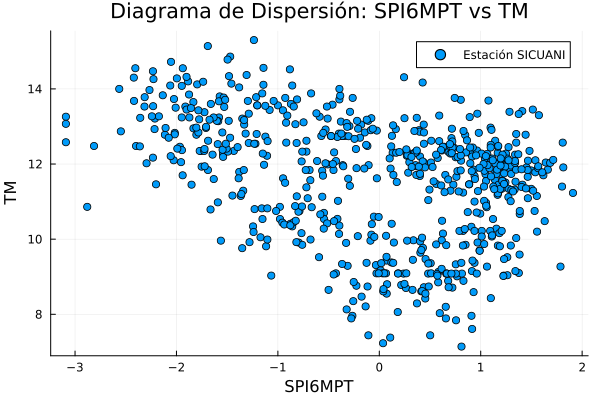 Diagrama de Dispersión: SPI6MPT vs TM
Estación SICUANI
14
12
10
8
TM
−3
−2
−1
0
1
2
SPI6MPT